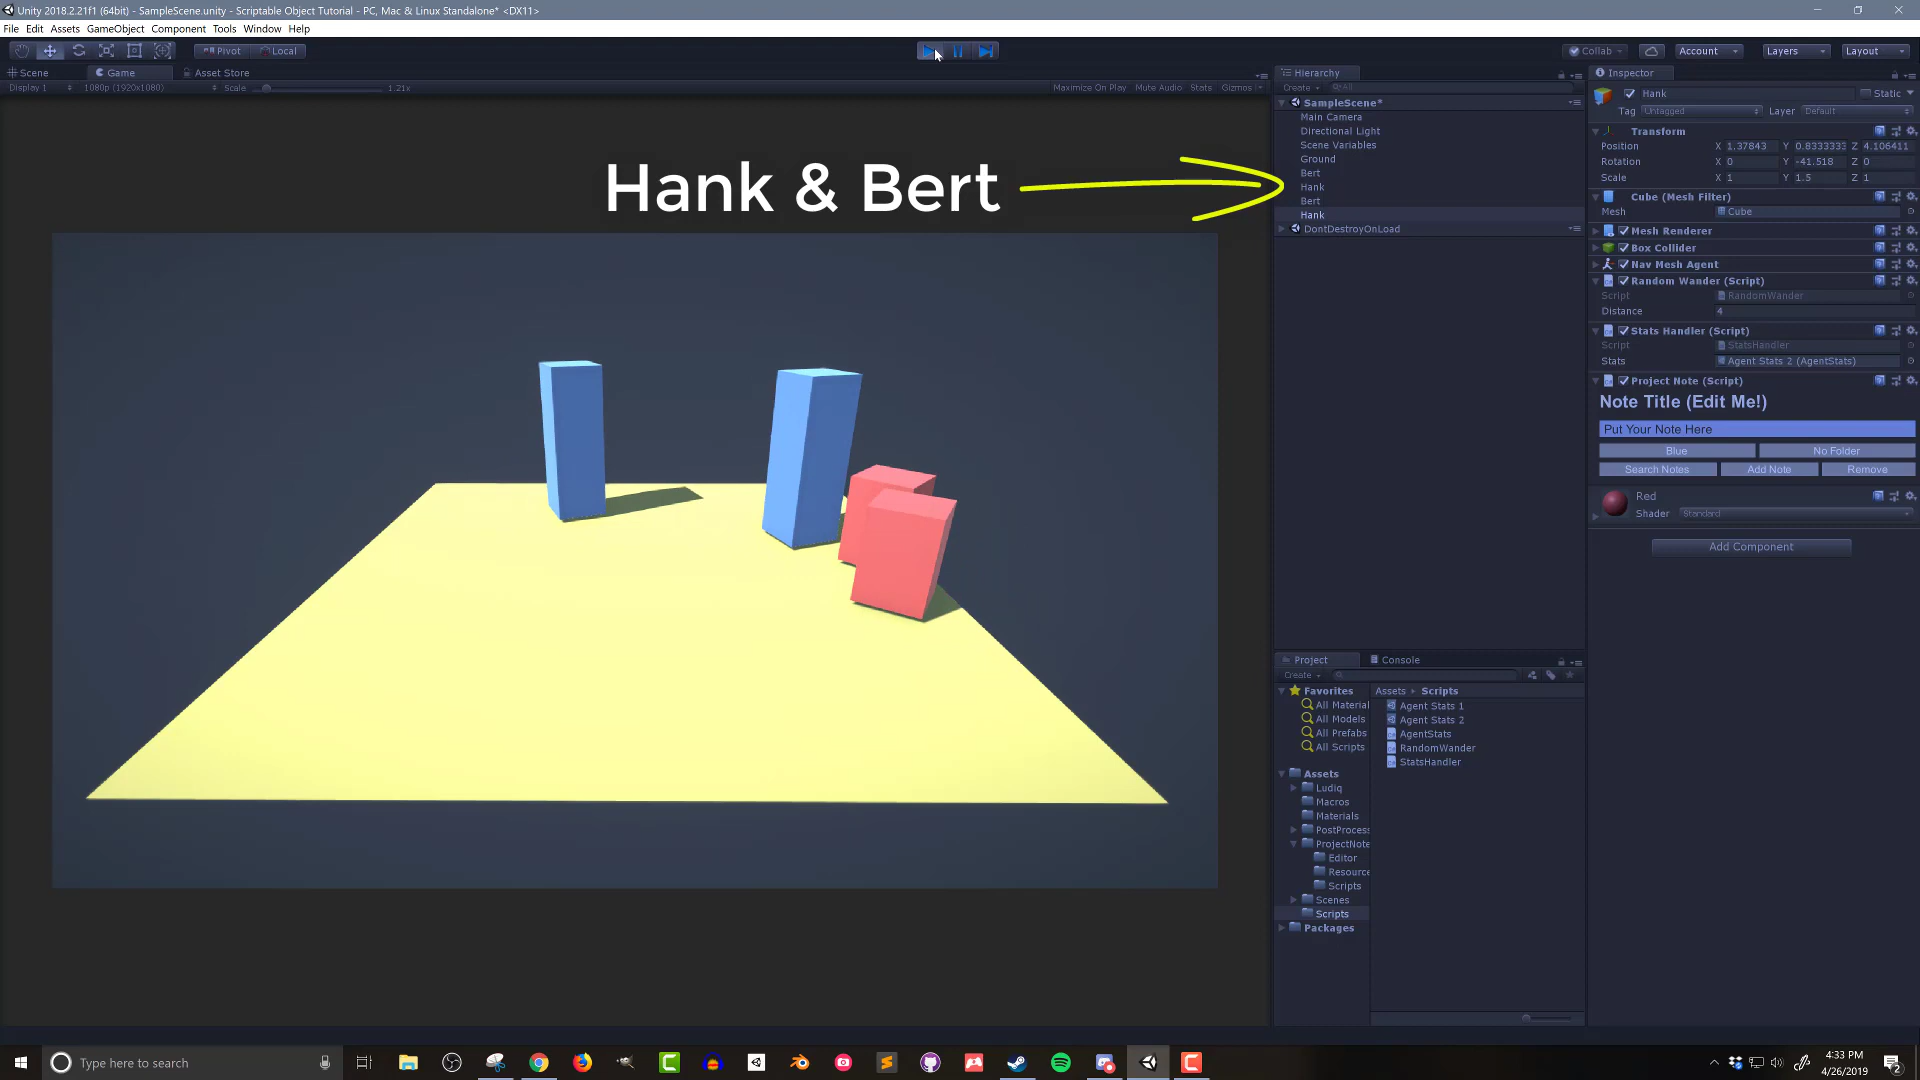 Unity 2018.2.21f1 (64bit) - SampleScene.unity - Scriptable Object Tutorial - PC, Mac & Linux Standalone* <DX11>
File Edit Assets GameObject Component Tools Window Help
Pivot Local Collab Account Layers Layout
Scene Game Asset Store
Display 1 1080p (1920x1080) Scale 1.21x Maximize On Play Mute Audio Stats Gizmos
Hank & Bert
Hierarchy
Create All
SampleScene*
Main Camera
Directional Light
Scene Variables
Ground
Bert
Hank
Bert
Hank
DontDestroyOnLoad
Project Console
Create
Favorites
All Material
All Models
All Prefabs
All Scripts
Assets
Ludiq
Macros
Materials
PostProcess
ProjectNote
Editor
Resource
Scripts
Scenes
Scripts
Packages
Assets Scripts
Agent Stats 1
Agent Stats 2
AgentStats
RandomWander
StatsHandler
Inspector
Hank Static
Tag Untagged Layer Default
Transform
Position X 1.37843 Y 0.8333333 Z 4.106411
Rotation X 0 Y -41.518 Z 0
Scale X 1 Y 1.5 Z 1
Cube (Mesh Filter)
Mesh Cube
Mesh Renderer
Box Collider
Nav Mesh Agent
Random Wander (Script)
Script RandomWander
Distance 4
Stats Handler (Script)
Script StatsHandler
Stats Agent Stats 2 (AgentStats)
Project Note (Script)
Note Title (Edit Me!)
Put Your Note Here
Blue No Folder
Search Notes Add Note Remove
Red
Shader Standard
Add Component
Type here to search
4:33 PM
4/26/2019
2